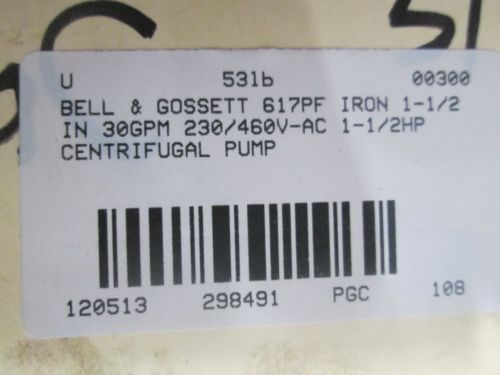 U 531b 00300
BELL & GOSSETT 617PF IRON 1-1/2
IN 30GPM 230/460V-AC 1-1/2HP
CENTRIFUGAL PUMP
120513 298491 PGC 108